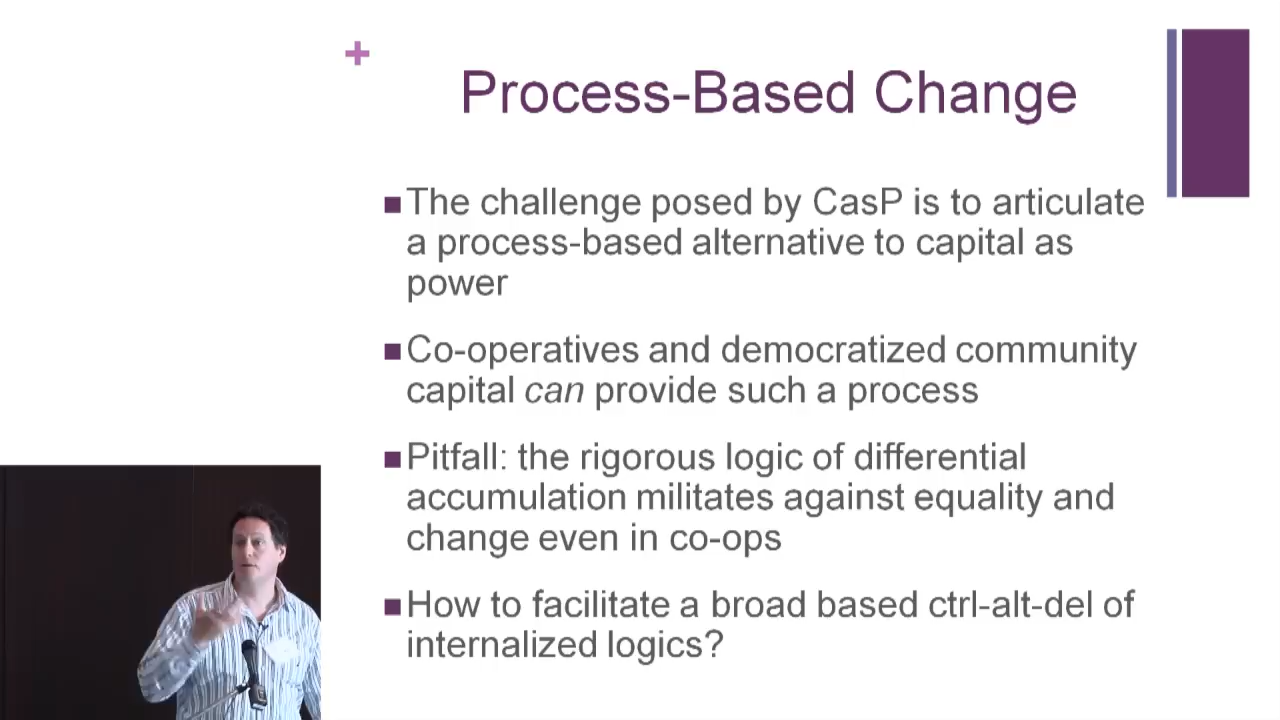 +
Process-Based Change
■The challenge posed by CasP is to articulate
a process-based alternative to capital as
power
■Co-operatives and democratized community
capital can provide such a process
■Pitfall: the rigorous logic of differential
accumulation militates against equality and
change even in co-ops
■How to facilitate a broad based ctrl-alt-del of
internalized logics?